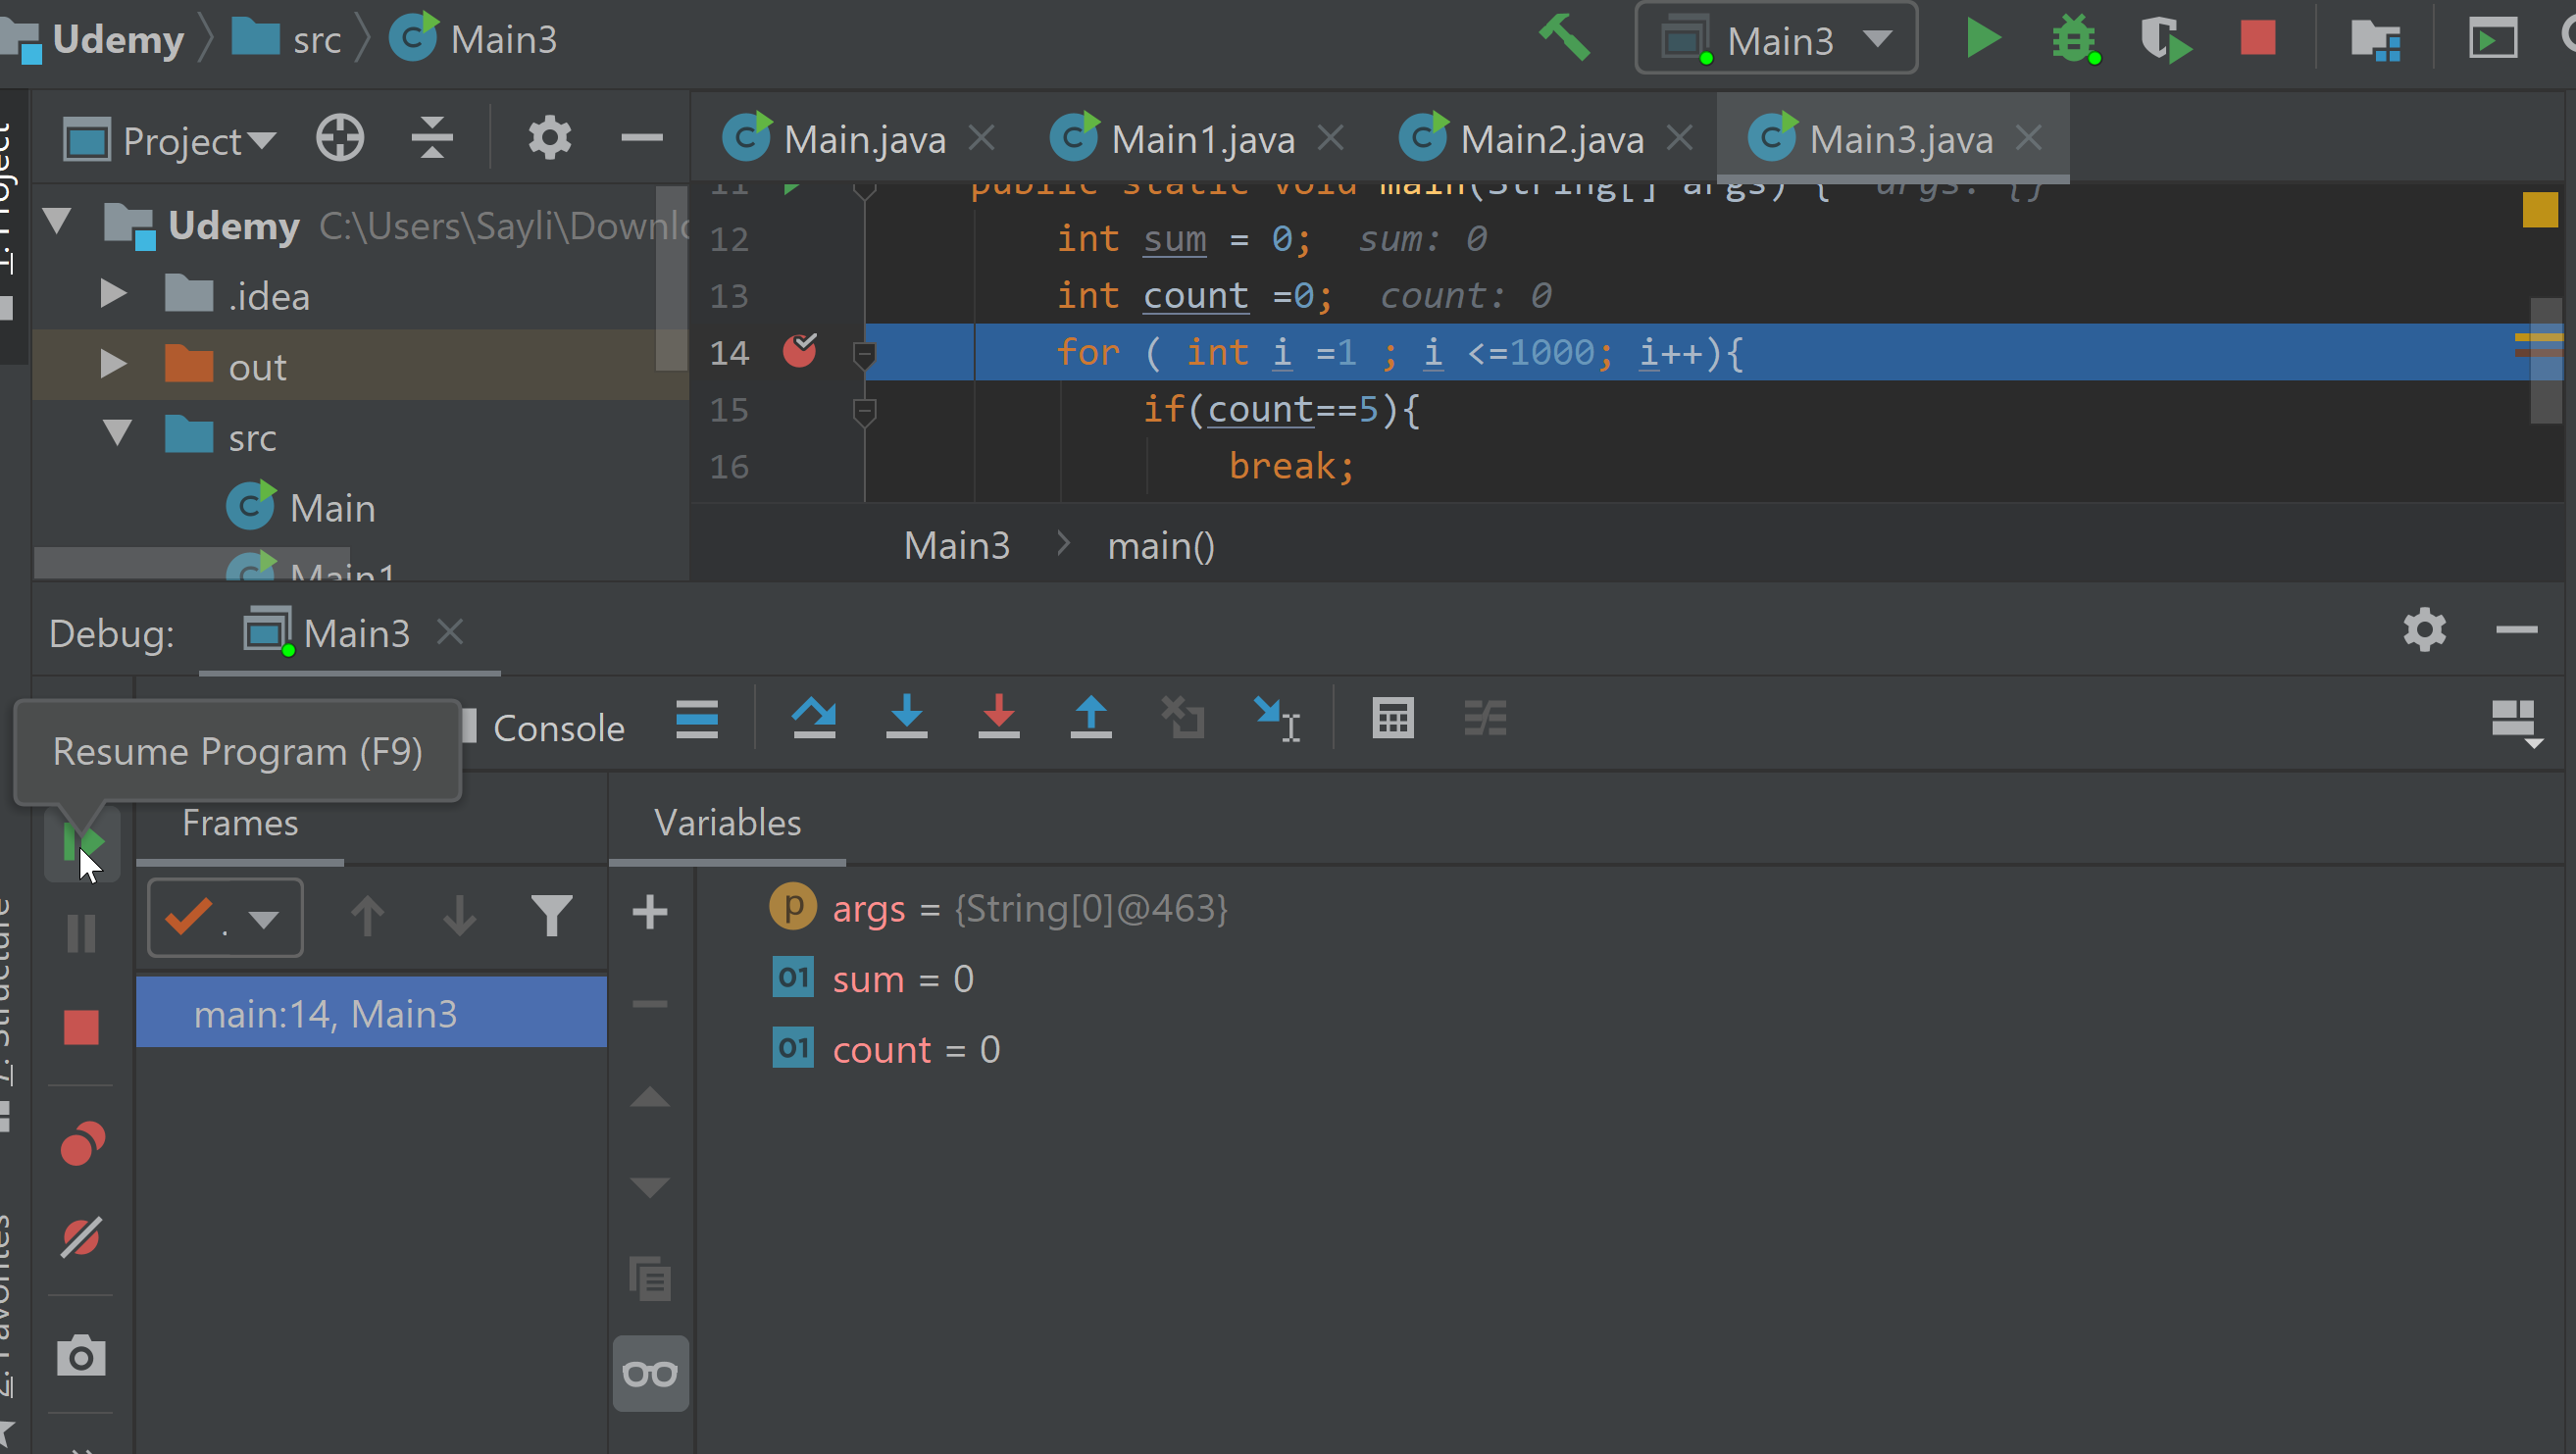 Udemy src Main3
Main3
Project
Main.java Main1.java Main2.java Main3.java
1: Project
11 public static void main(String[] args) { args: {}
Udemy C:\Users\Sayli\Downlo
12 int sum = 0; sum: 0
13 int count =0; count: 0
.idea
14 for ( int i =1 ; i <=1000; i++){
out
15 if(count==5){
src
16 break;
Main
Main3 > main()
Main1
Debug: Main3
Console
Resume Program (F9)
Frames Variables
p args = {String[0]@463}
.
01 sum = 0
main:14, Main3
01 count = 0
7: Structure
2: Favorites